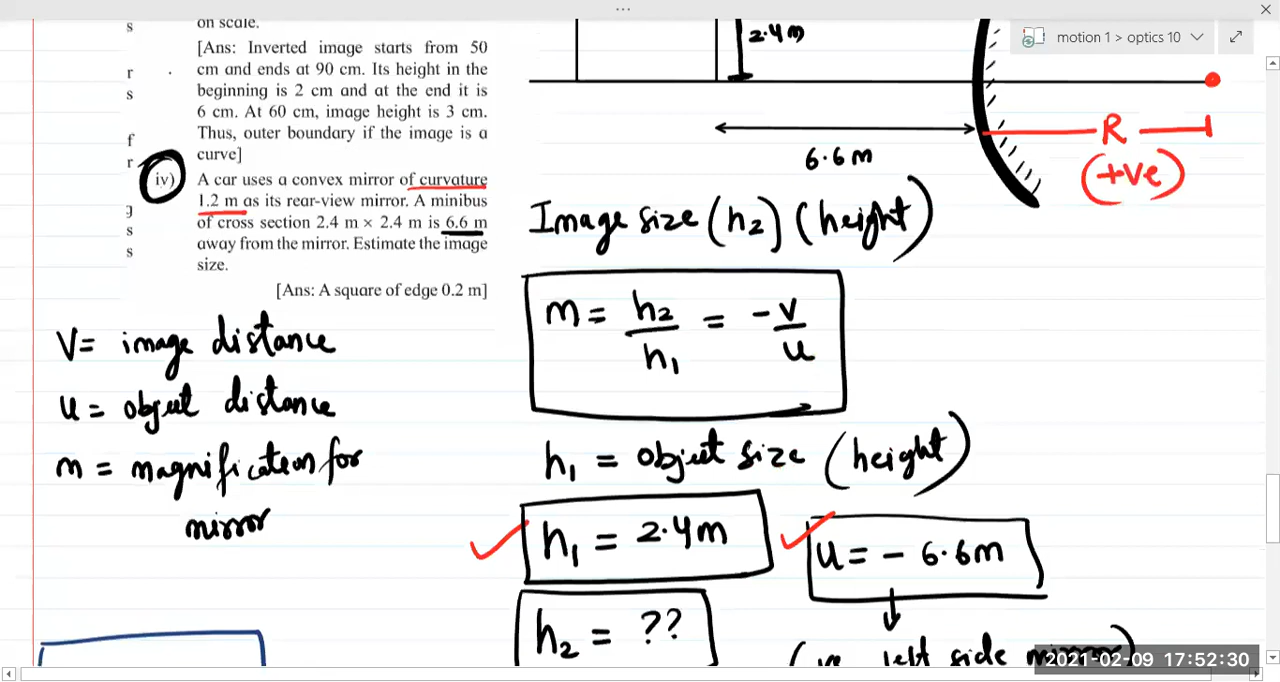 s
on scale.
[Ans: Inverted image starts from 50
r
cm and ends at 90 cm. Its height in the
s
beginning is 2 cm and at the end it is
6 cm. At 60 cm, image height is 3 cm.
f
Thus, outer boundary if the image is a
r
curve]
iv)
A car uses a convex mirror of curvature
g
1.2 m as its rear-view mirror. A minibus
s
of cross section 2.4 m × 2.4 m is 6.6 m
s
away from the mirror. Estimate the image
size.
[Ans: A square of edge 0.2 m]
V= image distance
u = object distance
m = magnification for
mirror
2.4 m
motion 1 > optics 10
R
(+ve)
6.6 m
Image size (h2) (height)
m = h2/h1 = -v/u
h1 = object size (height)
h1 = 2.4m
u = - 6.6m
h2 = ??
left side mirror)
2021-02-09 17:52:30